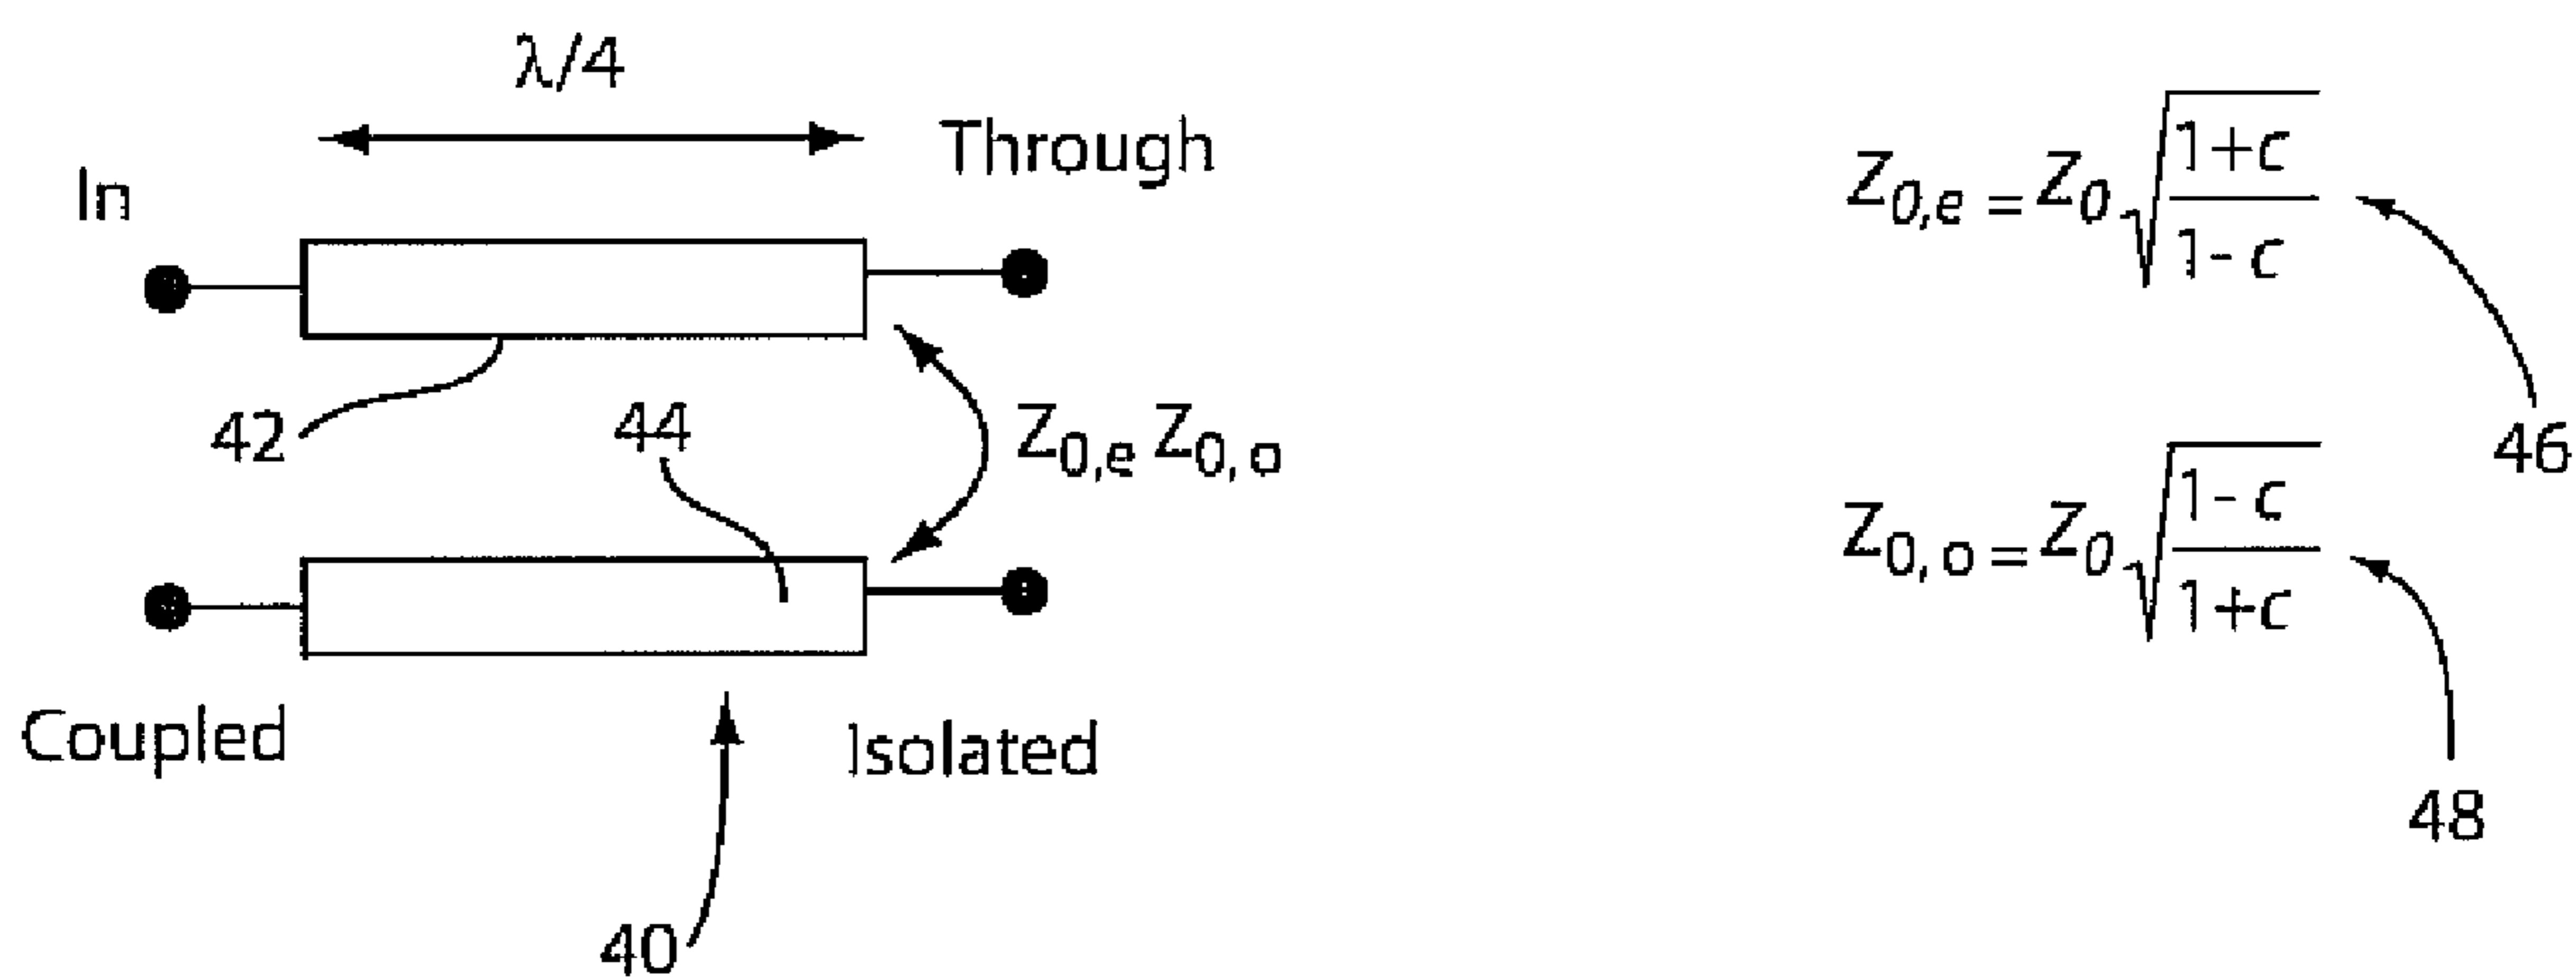 λ/4
In
Through
42
44
Z0,e Z0,o
Coupled
Isolated
40
Z0,e = Z0 √((1+c)/(1-c))
46
Z0,o = Z0 √((1-c)/(1+c))
48